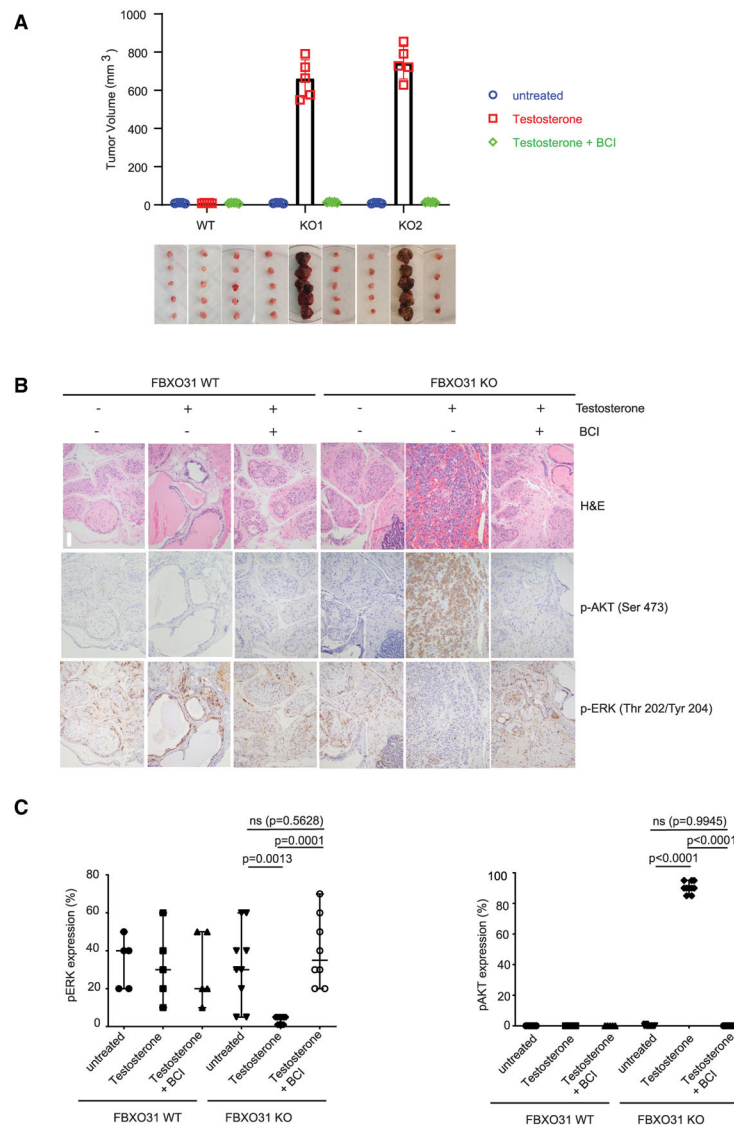 A
Tumor Volume (mm 3)
1000
800
600
400
200
0
WT
KO1
KO2
untreated
Testosterone
Testosterone + BCI
B
FBXO31 WT
FBXO31 KO
- + + - + + Testosterone
- - + - - + BCI
H&E
p-AKT (Ser 473)
p-ERK (Thr 202/Tyr 204)
C
ns (p=0.5628)
p=0.0001
p=0.0013
pERK expression (%)
80
60
40
20
0
untreated
Testosterone
Testosterone + BCI
untreated
Testosterone
Testosterone + BCI
FBXO31 WT
FBXO31 KO
ns (p=0.9945)
p<0.0001
p<0.0001
pAKT expression (%)
100
80
60
40
20
0
untreated
Testosterone
Testosterone + BCI
untreated
Testosterone
Testosterone + BCI
FBXO31 WT
FBXO31 KO